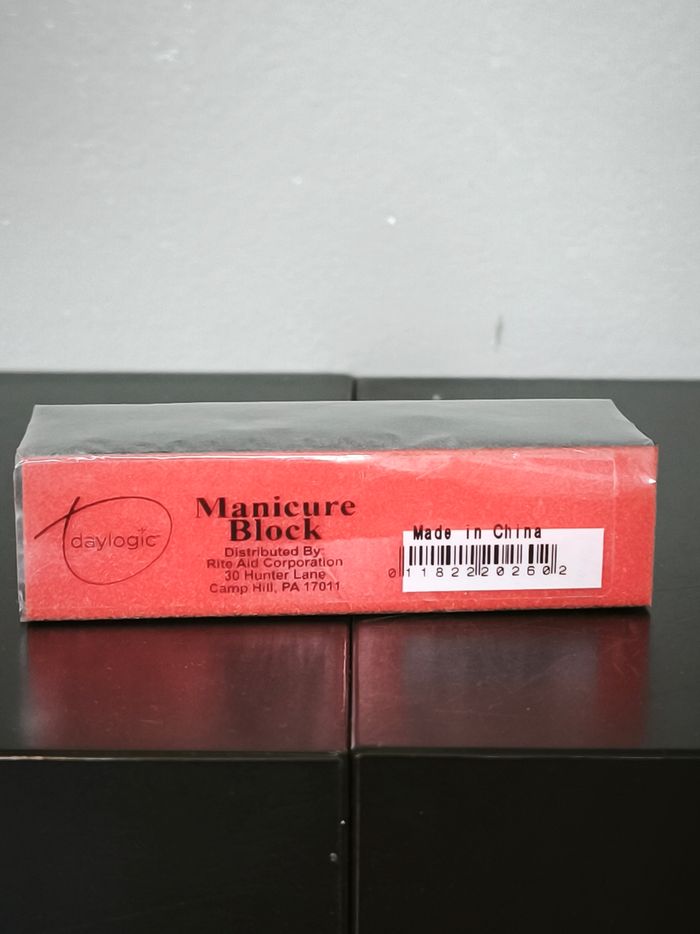 daylogic™
Manicure
Block
Distributed By:
Rite Aid Corporation
30 Hunter Lane
Camp Hill, PA 17011
Made in China
0 11822 20260 2